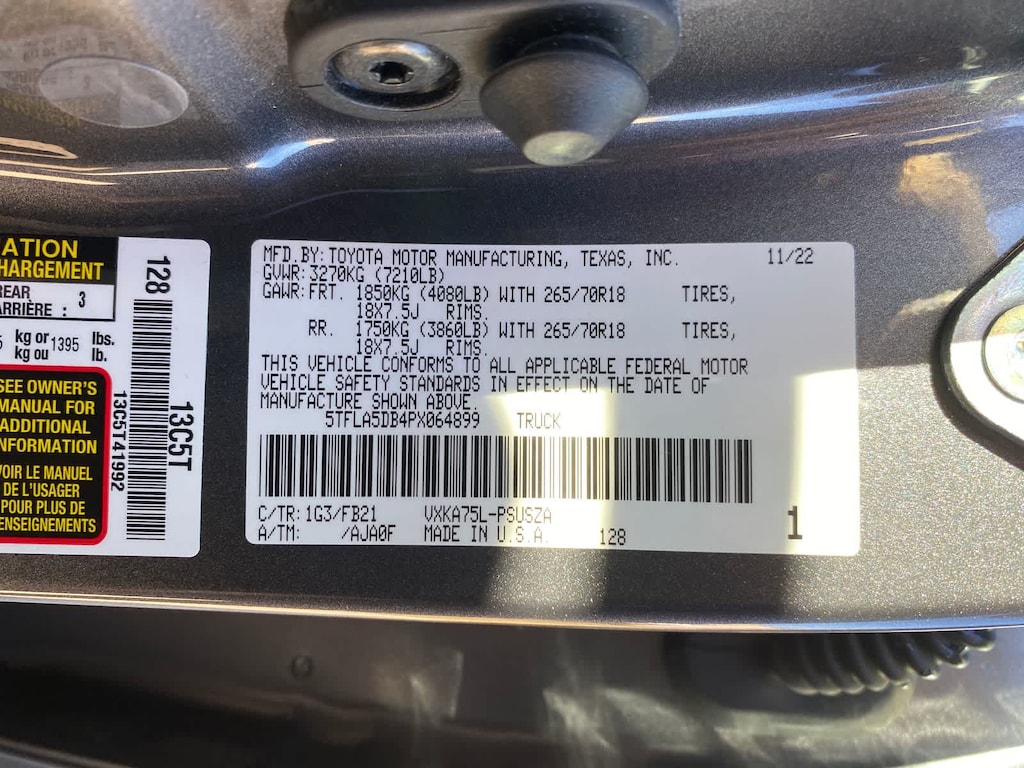 ATION
HARGEMENT
REAR
ARRIÈRE : 3
kg or 1395 lbs.
kg ou lb.
SEE OWNER'S
MANUAL FOR
ADDITIONAL
INFORMATION
VOIR LE MANUEL
DE L'USAGER
POUR PLUS DE
RENSEIGNEMENTS
128
13C5T
13C5T41992
MFD.BY: TOYOTA MOTOR MANUFACTURING, TEXAS, INC. 11/22
GVWR: 3270KG (7210LB)
GAWR: FRT. 1850KG (4080LB) WITH 265/70R18 TIRES,
18X7.5J RIMS.
RR. 1750KG (3860LB) WITH 265/70R18 TIRES,
18X7.5J RIMS.
THIS VEHICLE CONFORMS TO ALL APPLICABLE FEDERAL MOTOR
VEHICLE SAFETY STANDARDS IN EFFECT ON THE DATE OF
MANUFACTURE SHOWN ABOVE.
5TFLA5DB4PX064899 TRUCK
C/TR: 1G3/FB21 VXKA75L-PSUSZA
A/TM: /AJA0F MADE IN U.S.A. 128
1